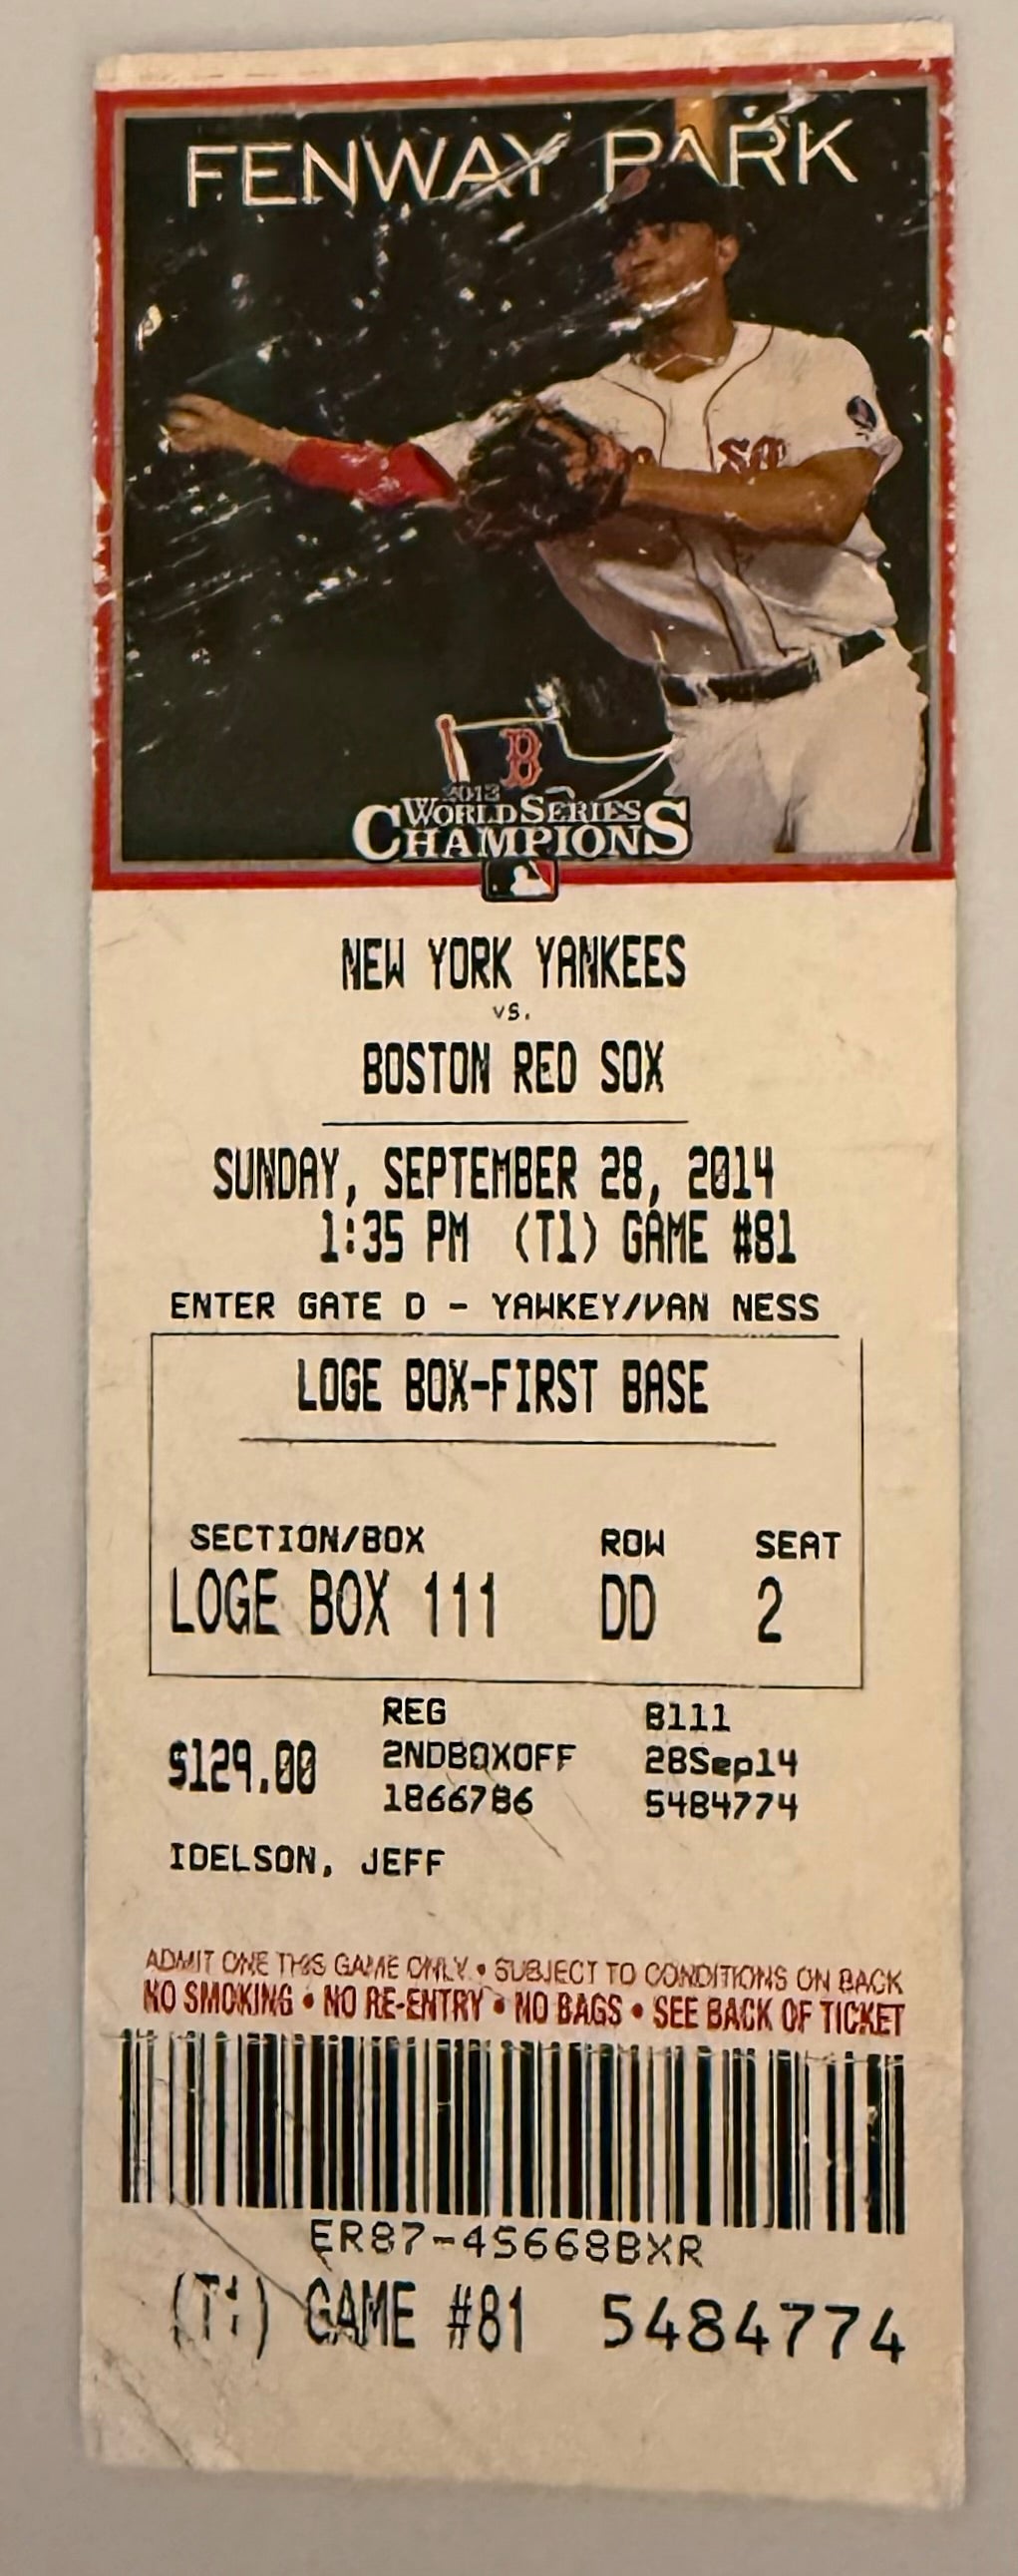 FENWAY PARK
B
2013
WORLD SERIES
CHAMPIONS
NEW YORK YANKEES
vs.
BOSTON RED SOX
SUNDAY, SEPTEMBER 28, 2014
1:35 PM (T1) GAME #81
ENTER GATE D - YAWKEY/VAN NESS
LOGE BOX-FIRST BASE
SECTION/BOX ROW SEAT
LOGE BOX 111 DD 2
REG B111
$129.00 2NDBOXOFF 28Sep14
1866786 5484774
IDELSON, JEFF
ADMIT ONE THIS GAME ONLY • SUBJECT TO CONDITIONS ON BACK
NO SMOKING • NO RE-ENTRY • NO BAGS • SEE BACK OF TICKET
ER87-45668BXR
(T1) GAME #81 5484774